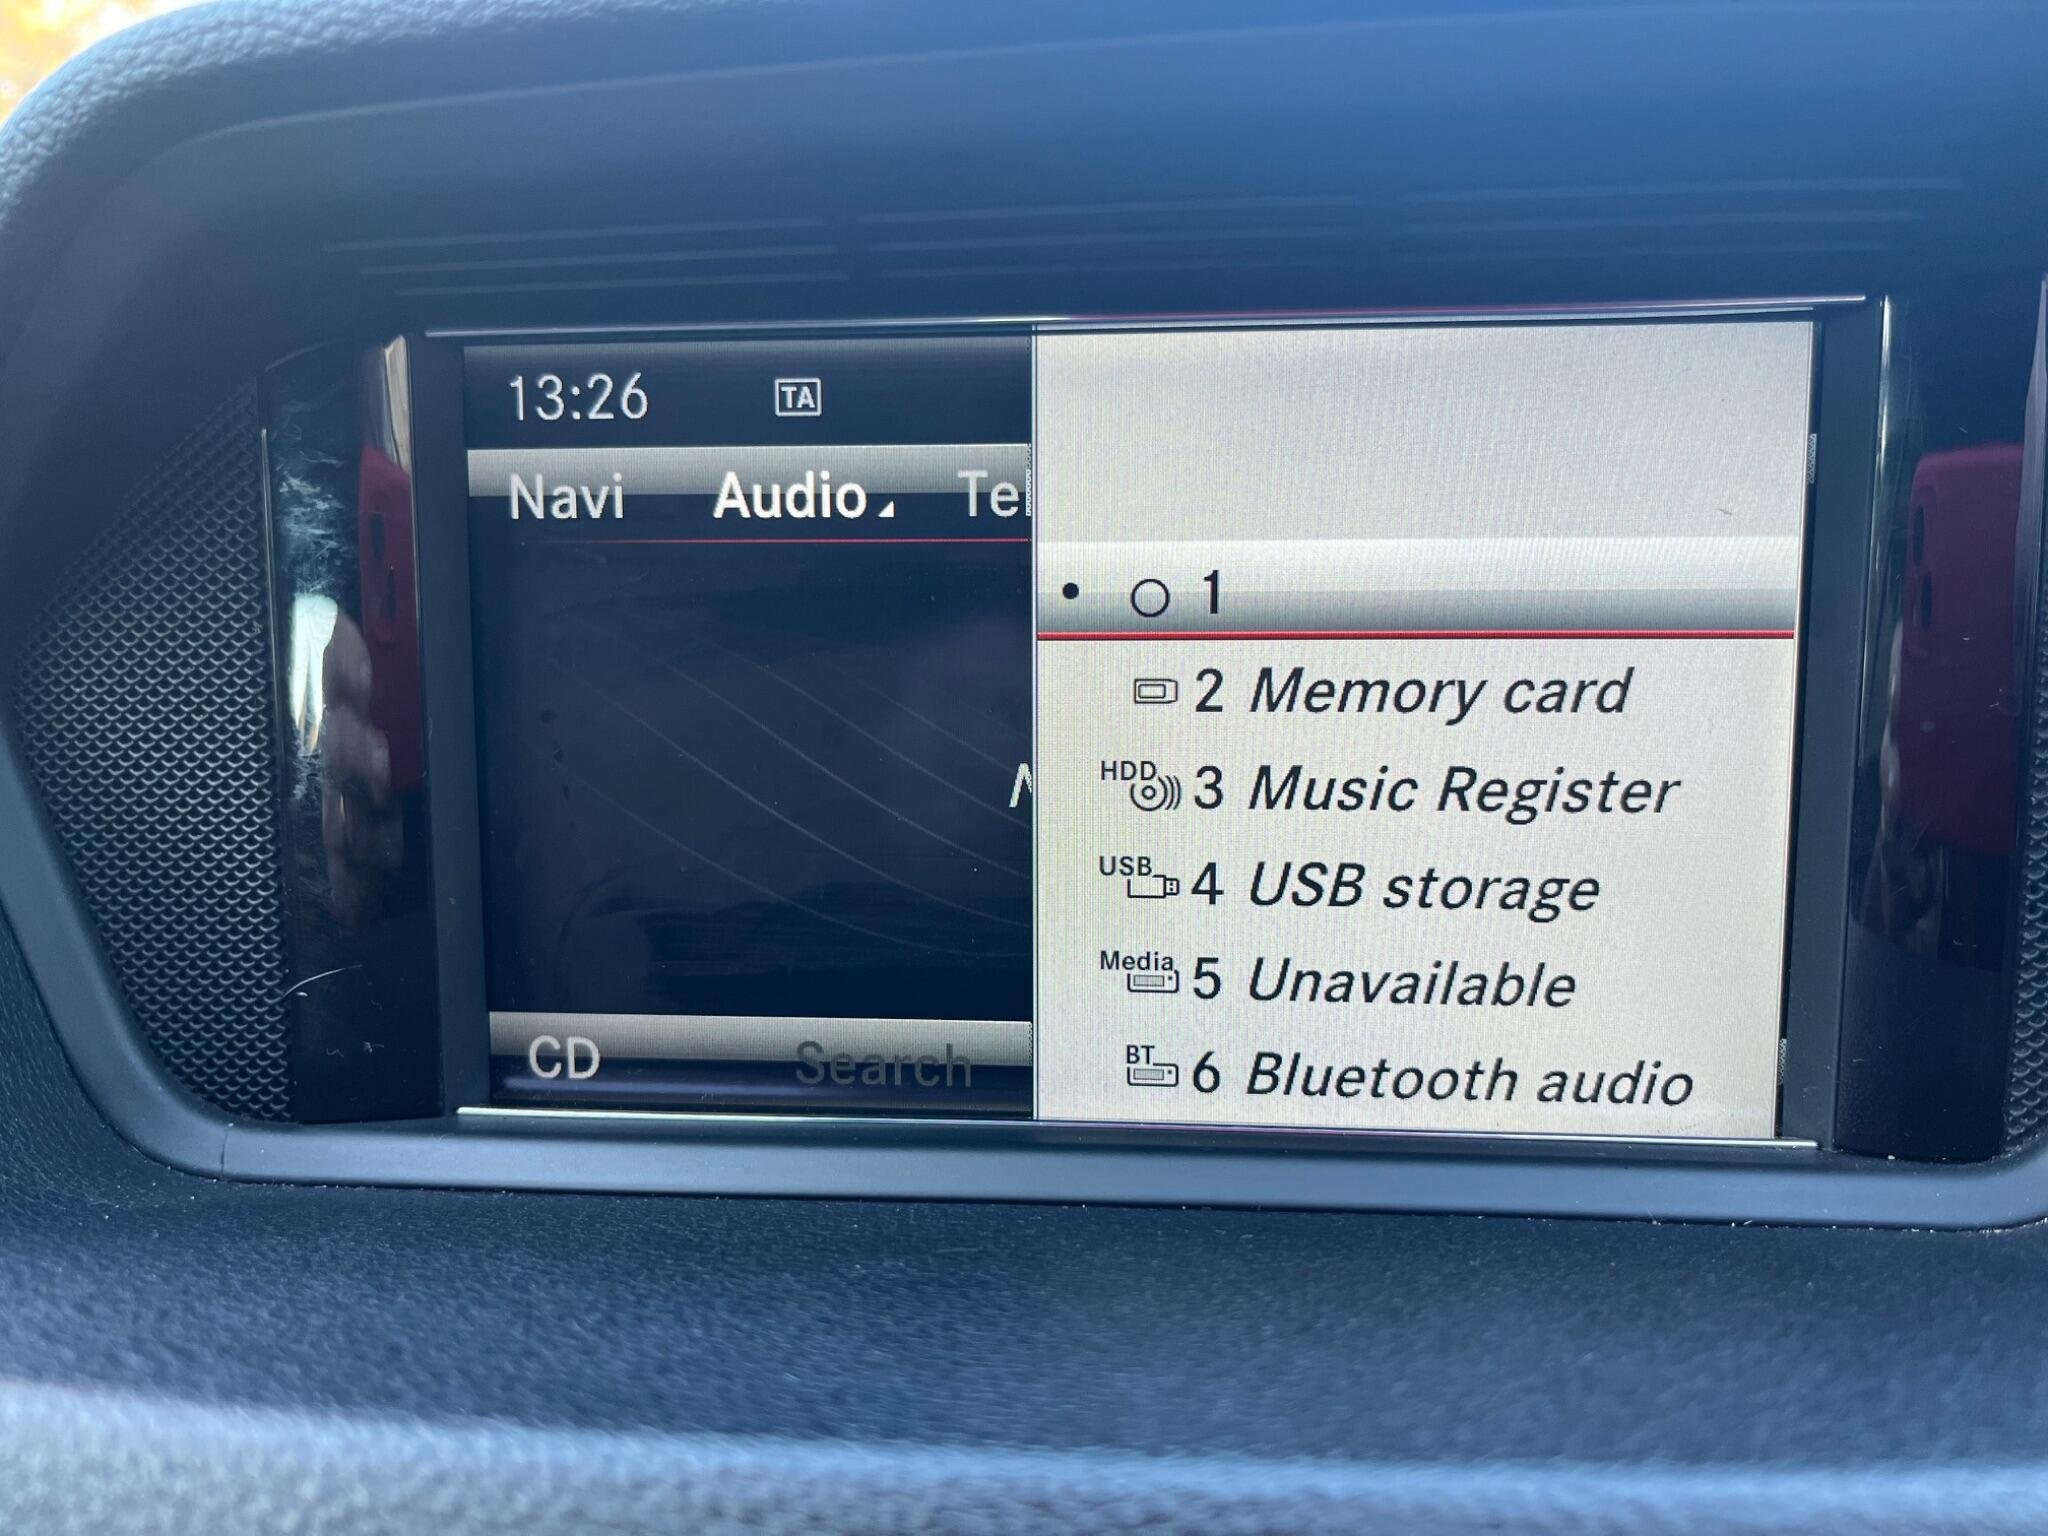 13:26 TA
Navi Audio Te
1
2 Memory card
HDD 3 Music Register
USB 4 USB storage
Media 5 Unavailable
BT 6 Bluetooth audio
CD Search